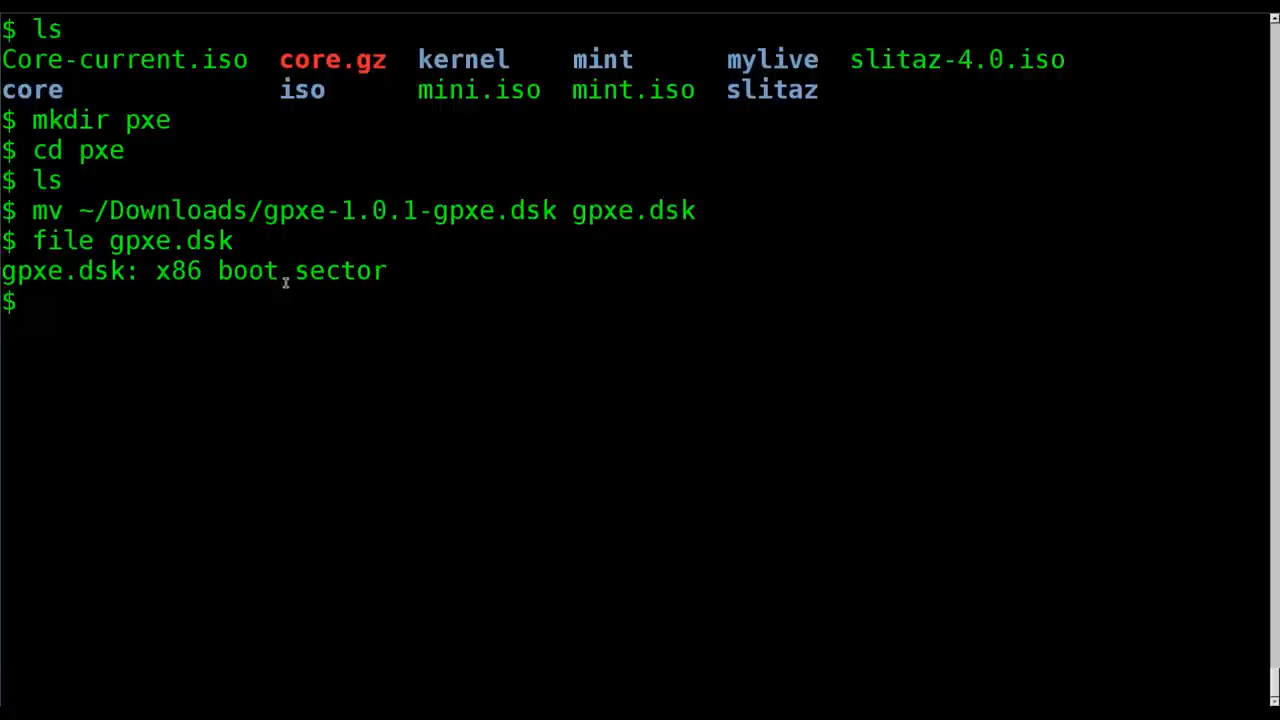 $ ls
Core-current.iso core.gz kernel mint mylive slitaz-4.0.iso
core iso mini.iso mint.iso slitaz
$ mkdir pxe
$ cd pxe
$ ls
$ mv ~/Downloads/gpxe-1.0.1-gpxe.dsk gpxe.dsk
$ file gpxe.dsk
gpxe.dsk: x86 boot sector
$